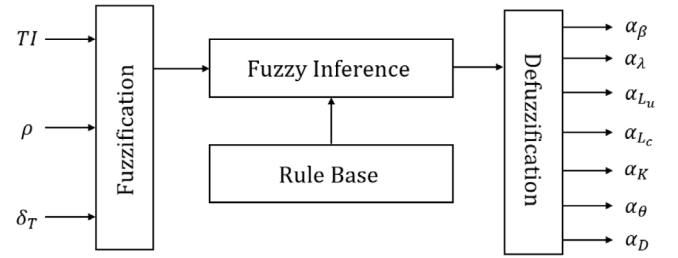 TI
ρ
δ_T
Fuzzification
Fuzzy Inference
Rule Base
Defuzzification
α_β
α_λ
α_{L_u}
α_{L_c}
α_K
α_θ
α_D